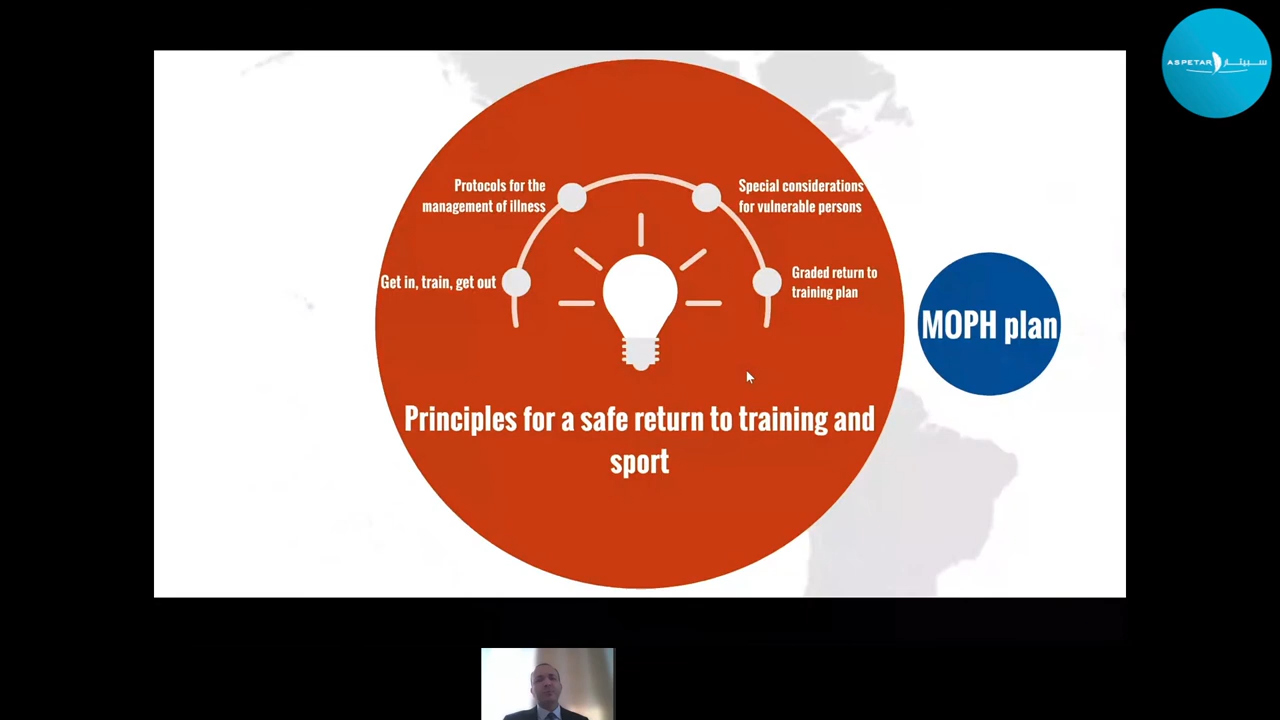 ASPETAR سبيتار
Protocols for the
management of illness
Special considerations
for vulnerable persons
Get in, train, get out
Graded return to
training plan
MOPH plan
Principles for a safe return to training and
sport